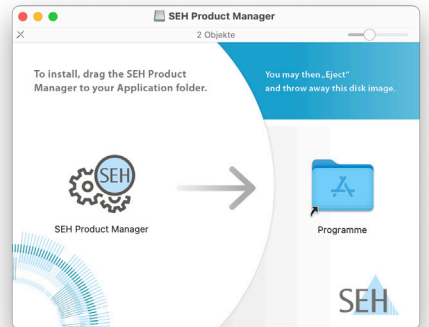 SEH Product Manager
2 Objekte
To install, drag the SEH Product
Manager to your Application folder.
You may then „Eject“
and throw away this disk image.
SEH
SEH Product Manager
Programme
SEH